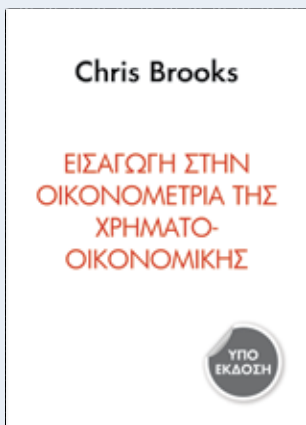 Chris Brooks
ΕΙΣΑΓΩΓΗ ΣΤΗΝ
ΟΙΚΟΝΟΜΕΤΡΙΑ ΤΗΣ
ΧΡΗΜΑΤΟ-
ΟΙΚΟΝΟΜΙΚΗΣ
ΥΠΟ
ΕΚΔΟΣΗ